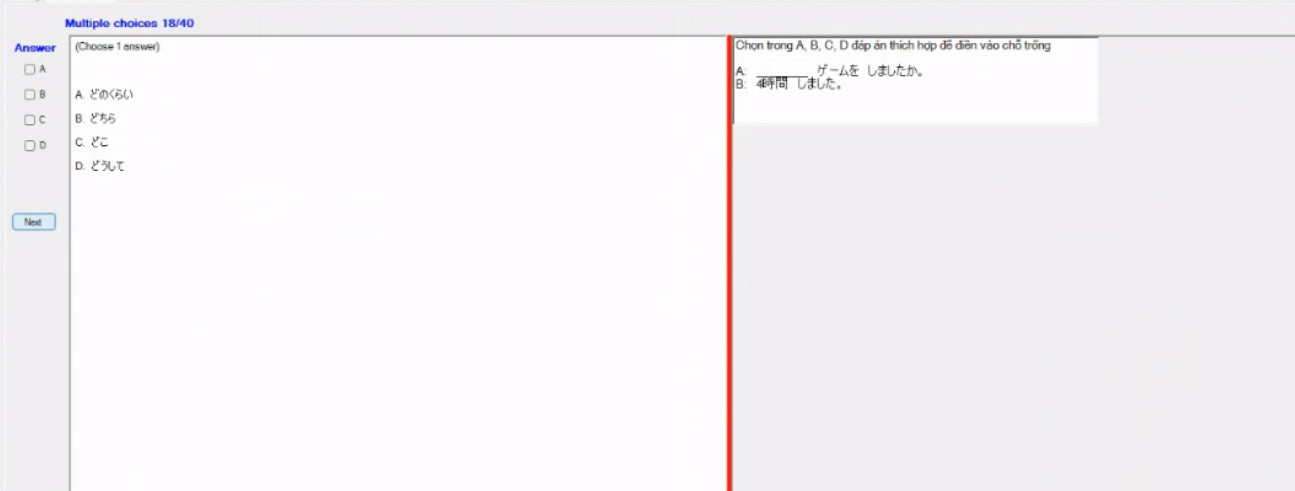 Multiple choices 18/40
Answer
A
B
C
D
Next
(Choose 1 answer)
A. どのくらい
B. どちら
C. どこ
D. どうして
Chọn trong A, B, C, D đáp án thích hợp để điền vào chỗ trống
A: ________ ゲームを しましたか。
B: 4時間 しました。